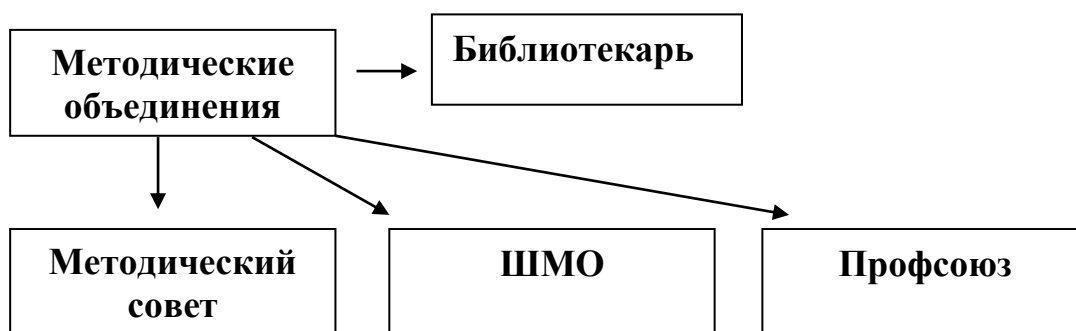 Методические
объединения
Библиотекарь
Методический
совет
ШМО
Профсоюз